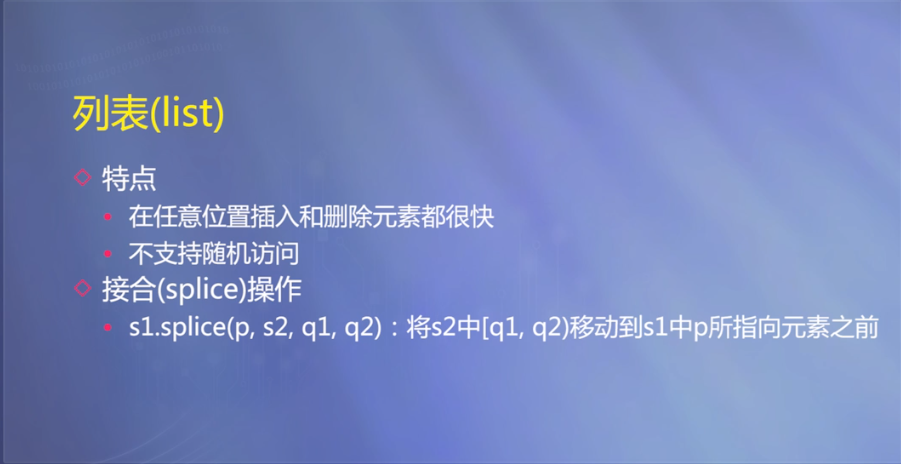 列表(list)
特点
在任意位置插入和删除元素都很快
不支持随机访问
接合(splice)操作
s1.splice(p, s2, q1, q2)：将s2中[q1, q2)移动到s1中p所指向元素之前